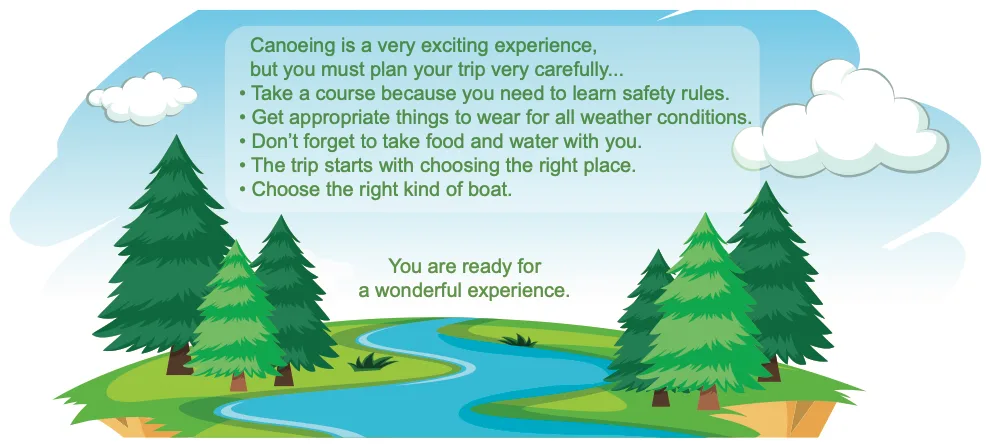 Canoeing is a very exciting experience,
but you must plan your trip very carefully...
• Take a course because you need to learn safety rules.
• Get appropriate things to wear for all weather conditions.
• Don’t forget to take food and water with you.
• The trip starts with choosing the right place.
• Choose the right kind of boat.
You are ready for
a wonderful experience.